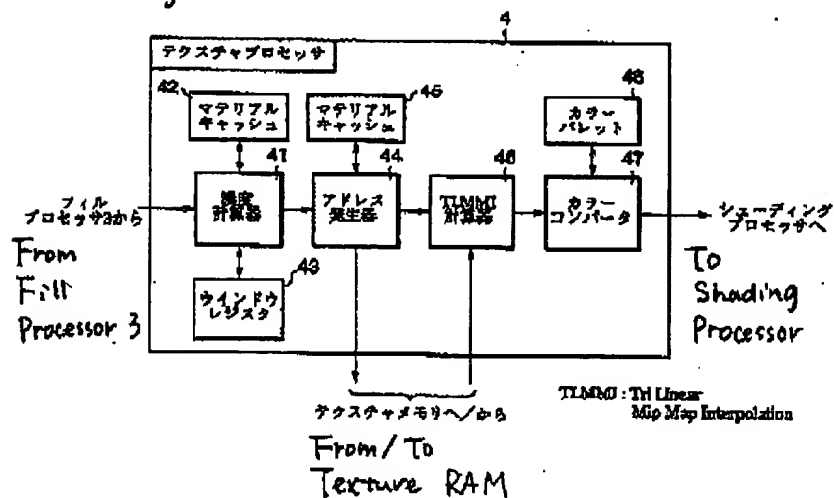 4
テクスチャプロセッサ
42
マテリアル
キャッシュ
45
マテリアル
キャッシュ
48
カラー
パレット
41
計算器
44
アドレス
発生器
46
TLMMI
計算器
47
カラー
コンバータ
フィル
プロセッサ3から
From
Fill
Processor 3
43
ウインドウ
レジスタ
シェーディング
プロセッサへ
To
Shading
Processor
テクスチャメモリへ/から
From/To
Texture RAM
TLMMI : Tri Linear
Mip Map Interpolation